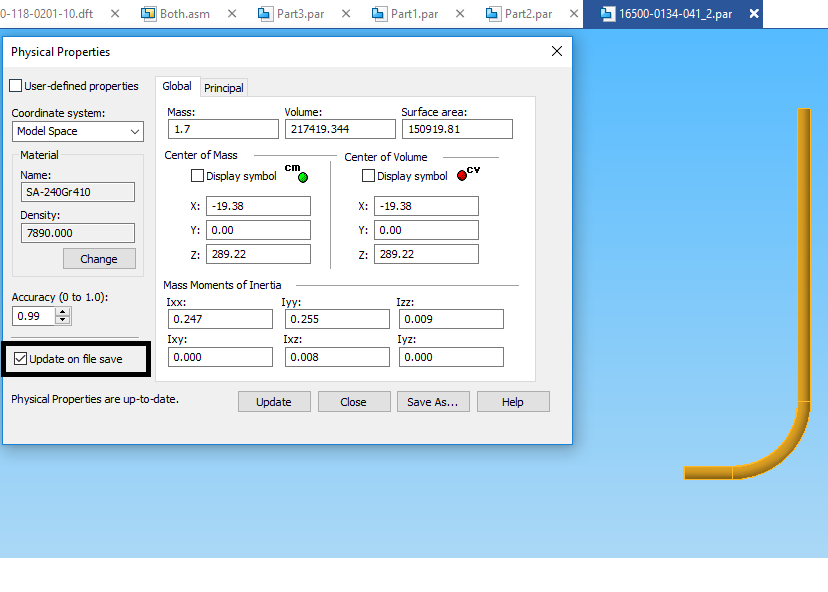 0-118-0201-10.dft Both.asm Part3.par Part1.par Part2.par 16500-0134-041_2.par
Physical Properties
User-defined properties
Coordinate system:
Model Space
Material
Name:
SA-240Gr410
Density:
7890.000
Change
Accuracy (0 to 1.0):
0.99
Update on file save
Physical Properties are up-to-date.
Global Principal
Mass: Volume: Surface area:
1.7 217419.344 150919.81
Center of Mass Center of Volume
Display symbol CM Display symbol CV
X: -19.38 X: -19.38
Y: 0.00 Y: 0.00
Z: 289.22 Z: 289.22
Mass Moments of Inertia
Ixx: Iyy: Izz:
0.247 0.255 0.009
Ixy: Ixz: Iyz:
0.000 0.008 0.000
Update Close Save As... Help